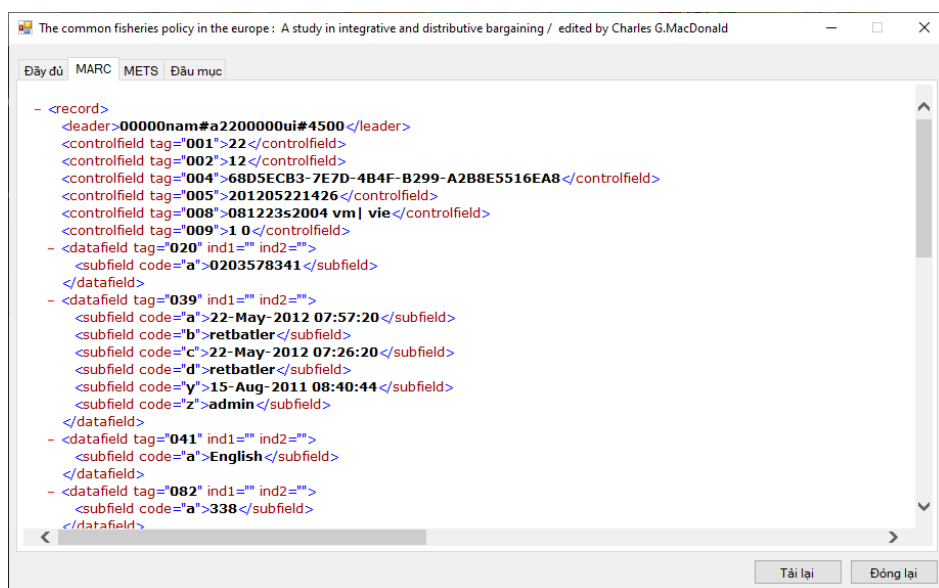 The common fisheries policy in the europe : A study in integrative and distributive bargaining / edited by Charles G.MacDonald
Đầy đủ MARC METS Đầu mục
- <record>
<leader>00000nam#a2200000ui#4500</leader>
<controlfield tag="001">22</controlfield>
<controlfield tag="002">12</controlfield>
<controlfield tag="004">68D5ECB3-7E7D-4B4F-B299-A2B8E5516EA8</controlfield>
<controlfield tag="005">201205221426</controlfield>
<controlfield tag="008">081223s2004 vm| vie</controlfield>
<controlfield tag="009">1 0</controlfield>
- <datafield tag="020" ind1="" ind2="">
<subfield code="a">0203578341</subfield>
</datafield>
- <datafield tag="039" ind1="" ind2="">
<subfield code="a">22-May-2012 07:57:20</subfield>
<subfield code="b">retbatler</subfield>
<subfield code="c">22-May-2012 07:26:20</subfield>
<subfield code="d">retbatler</subfield>
<subfield code="y">15-Aug-2011 08:40:44</subfield>
<subfield code="z">admin</subfield>
</datafield>
- <datafield tag="041" ind1="" ind2="">
<subfield code="a">English</subfield>
</datafield>
- <datafield tag="082" ind1="" ind2="">
<subfield code="a">338</subfield>
</datafield>
Tải lại Đóng lại